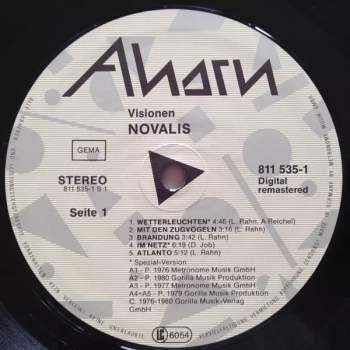 Ahorn
Visionen
NOVALIS
GEMA
STEREO
811 535-1 S 1
811 535-1
Digital
remastered
Seite 1
1. WETTERLEUCHTEN* 4:46 (L. Rahn, A Reichel)
2. MIT DEN ZUGVÖGELN 3:16 (L. Rahn)
3. BRANDUNG 3:42 (L. Rahn)
4. IM NETZ* 6:19 (D. Job)
5. ATLANTO 5:12 (L. Rahn)
* Spezial-Version
A1 - P. 1976 Metronome Musik GmbH
A2 - P. 1980 Gorilla Musik Produktion
A3 - P. 1977 Metronome Musik GmbH
A4-A5 - P. 1979 Gorilla Musik Produktion
C. 1976-1980 Gorilla Musik-Verlag
GmbH
LC 6054